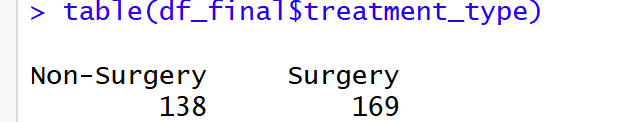 > table(df_final$treatment_type)
Non-Surgery     Surgery
        138         169